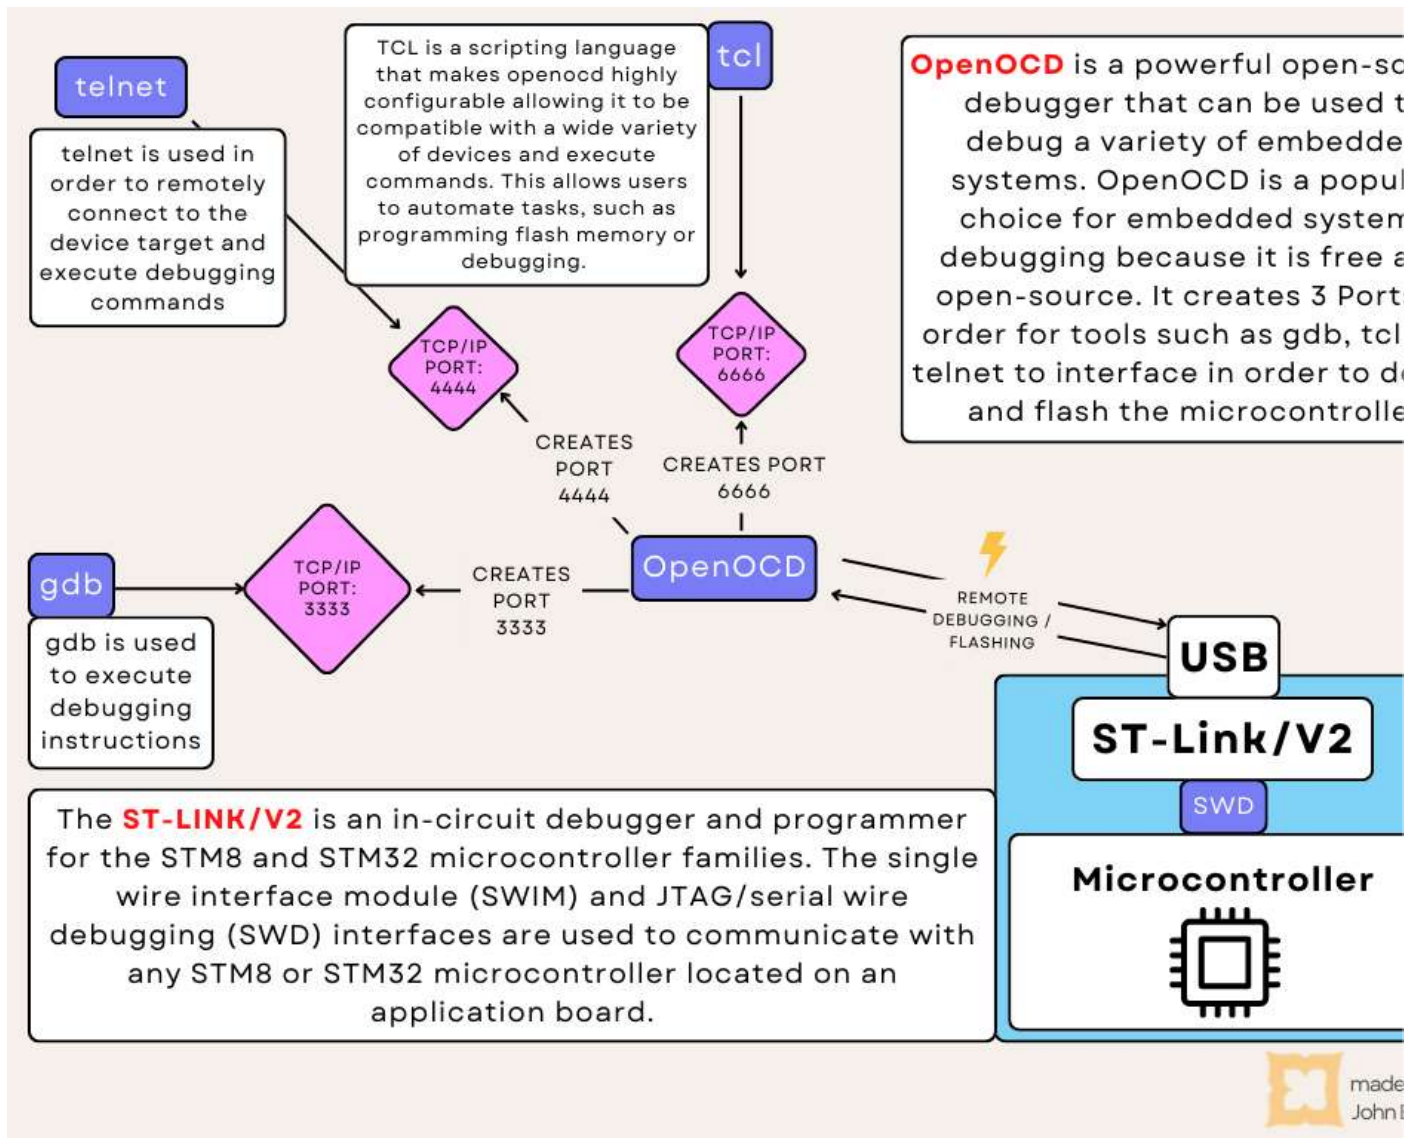 telnet
telnet is used in
order to remotely
connect to the
device target and
execute debugging
commands
TCL is a scripting language
that makes openocd highly
configurable allowing it to be
compatible with a wide variety
of devices and execute
commands. This allows users
to automate tasks, such as
programming flash memory or
debugging.
tcl
OpenOCD is a powerful
debugger that can be used
debug a variety of
systems. OpenOCD is a
choice for embedded
debugging because it is free
open-source. It creates 3
order for tools such as gdb, tcl
telnet to interface in order to
and flash the
TCP/IP
PORT:
4444
TCP/IP
PORT:
6666
CREATES
PORT
4444
CREATES PORT
6666
gdb
gdb is used
to execute
debugging
instructions
TCP/IP
PORT:
3333
CREATES
PORT
3333
OpenOCD
REMOTE
DEBUGGING /
FLASHING
USB
ST-Link/V2
SWD
Microcontroller
The ST-LINK/V2 is an in-circuit debugger and programmer
for the STM8 and STM32 microcontroller families. The single
wire interface module (SWIM) and JTAG/serial wire
debugging (SWD) interfaces are used to communicate with
any STM8 or STM32 microcontroller located on an
application board.
made
John